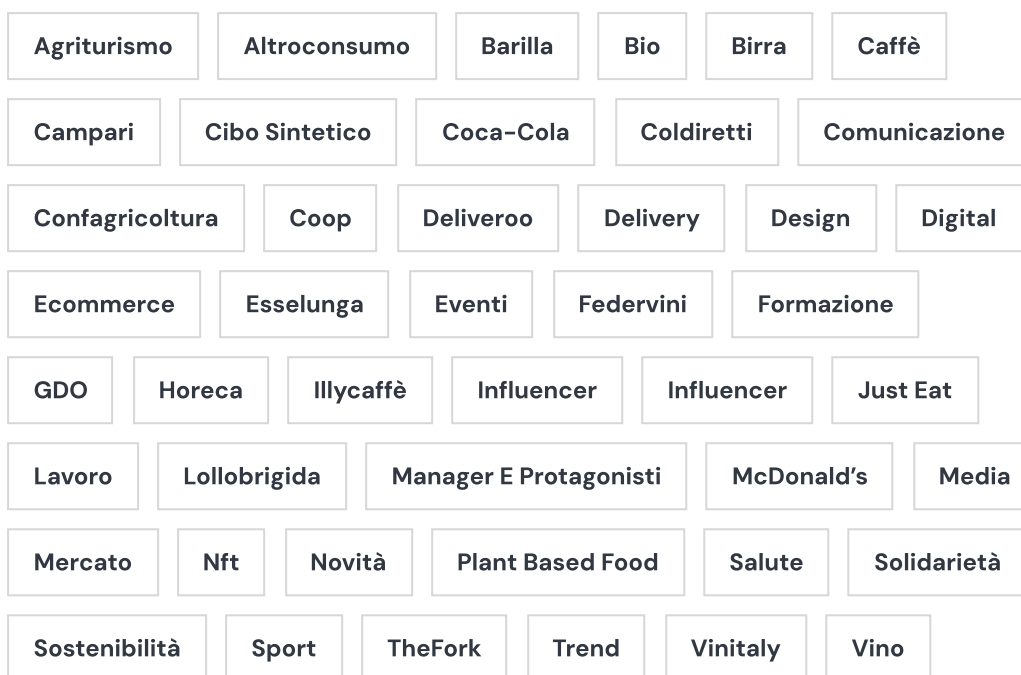 Agriturismo Altroconsumo Barilla Bio Birra Caffè
Campari Cibo Sintetico Coca-Cola Coldiretti Comunicazione
Confagricoltura Coop Deliveroo Delivery Design Digital
Ecommerce Esselunga Eventi Federvini Formazione
GDO Horeca Illycaffè Influencer Influencer Just Eat
Lavoro Lollobrigida Manager E Protagonisti McDonald’s Media
Mercato Nft Novità Plant Based Food Salute Solidarietà
Sostenibilità Sport TheFork Trend Vinitaly Vino